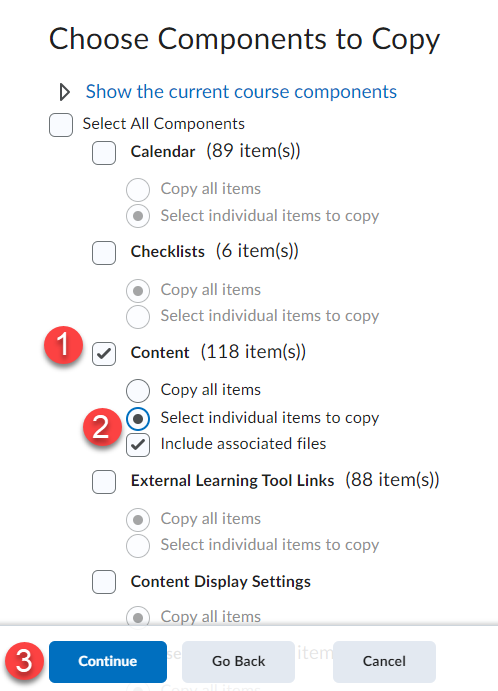 Choose Components to Copy
Show the current course components
Select All Components
Calendar (89 item(s))
Copy all items
Select individual items to copy
Checklists (6 item(s))
Copy all items
Select individual items to copy
1
Content (118 item(s))
Copy all items
2
Select individual items to copy
Include associated files
External Learning Tool Links (88 item(s))
Copy all items
Select individual items to copy
Content Display Settings
Copy all items
3
Continue
Go Back
Cancel